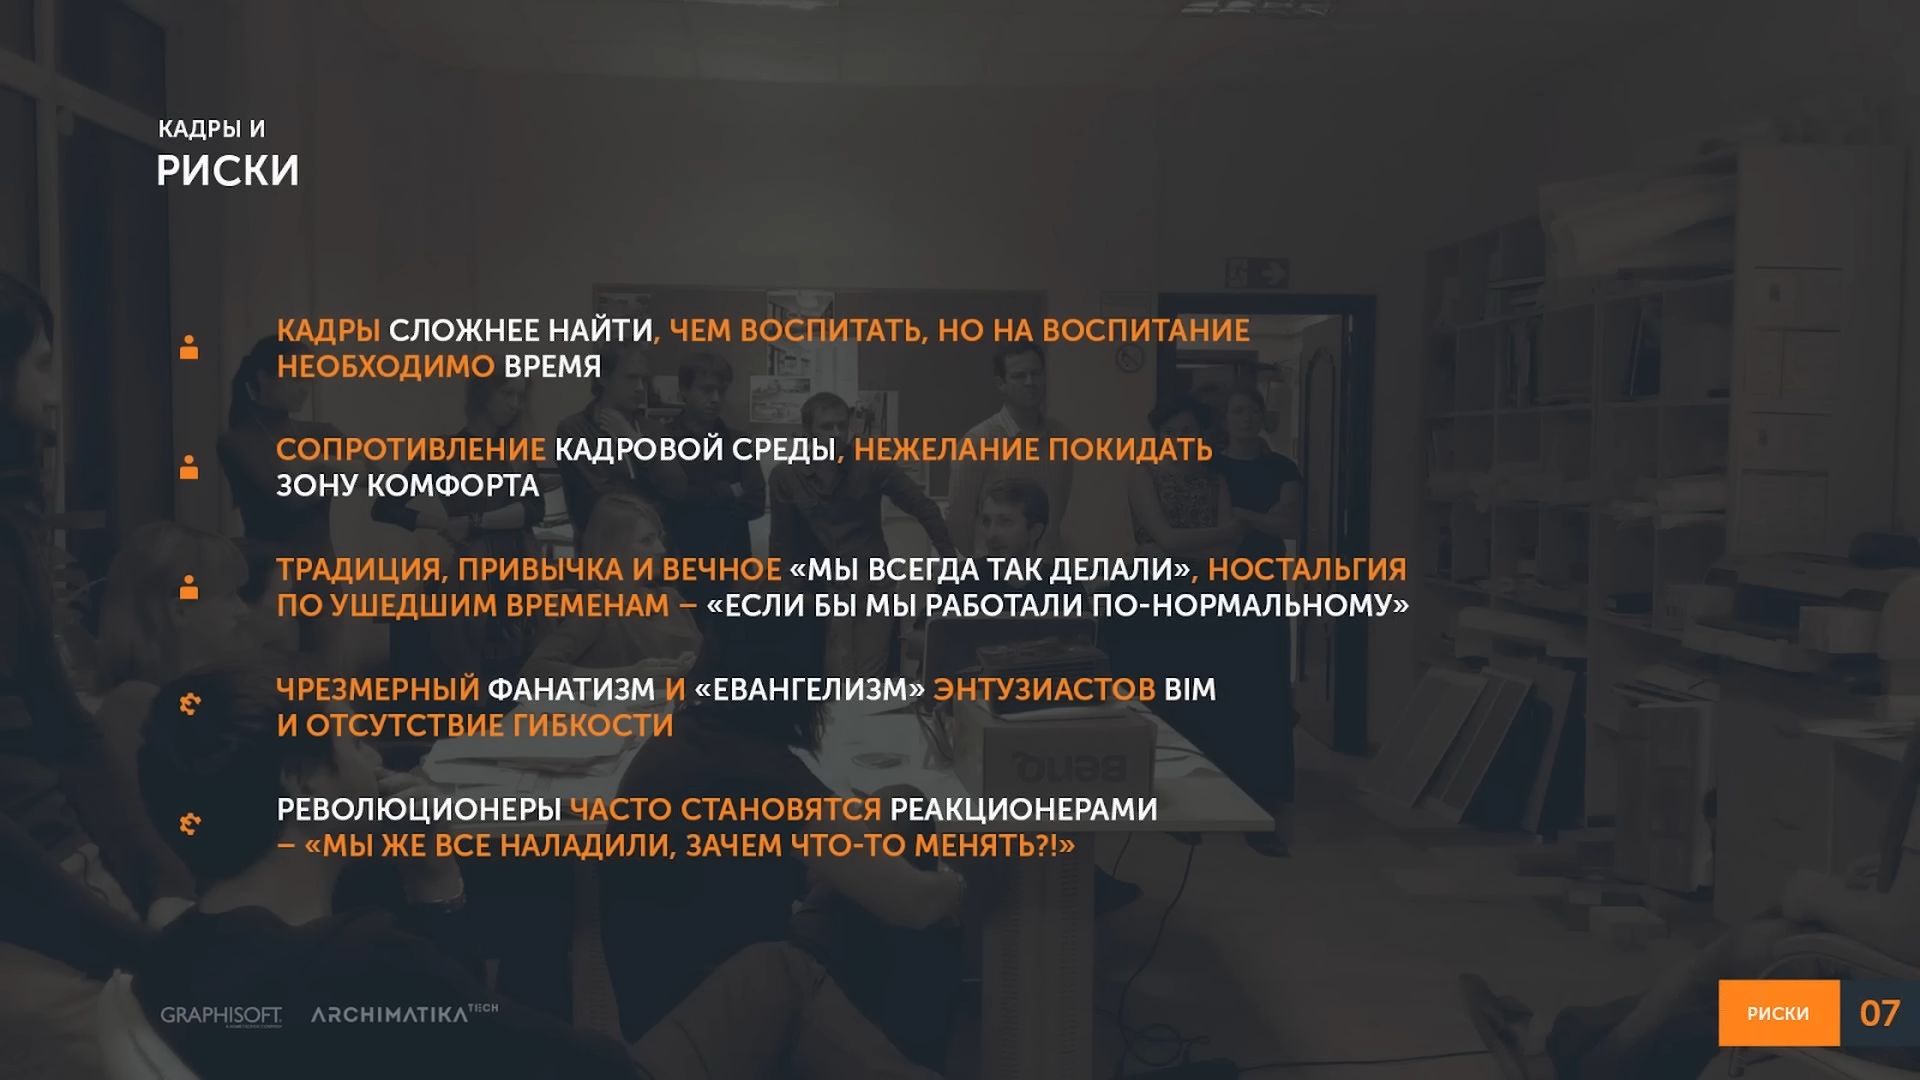 КАДРЫ И
РИСКИ
КАДРЫ СЛОЖНЕЕ НАЙТИ, ЧЕМ ВОСПИТАТЬ, НО НА ВОСПИТАНИЕ
НЕОБХОДИМО ВРЕМЯ
СОПРОТИВЛЕНИЕ КАДРОВОЙ СРЕДЫ, НЕЖЕЛАНИЕ ПОКИДАТЬ
ЗОНУ КОМФОРТА
ТРАДИЦИЯ, ПРИВЫЧКА И ВЕЧНОЕ «МЫ ВСЕГДА ТАК ДЕЛАЛИ», НОСТАЛЬГИЯ
ПО УШЕДШИМ ВРЕМЕНАМ – «ЕСЛИ БЫ МЫ РАБОТАЛИ ПО-НОРМАЛЬНОМУ»
ЧРЕЗМЕРНЫЙ ФАНАТИЗМ И «ЕВАНГЕЛИЗМ» ЭНТУЗИАСТОВ BIM
И ОТСУТСТВИЕ ГИБКОСТИ
BenQ
РЕВОЛЮЦИОНЕРЫ ЧАСТО СТАНОВЯТСЯ РЕАКЦИОНЕРАМИ
– «МЫ ЖЕ ВСЕ НАЛАДИЛИ, ЗАЧЕМ ЧТО-ТО МЕНЯТЬ?!»
GRAPHISOFT. ARCHIMATIKA TECH
РИСКИ 07